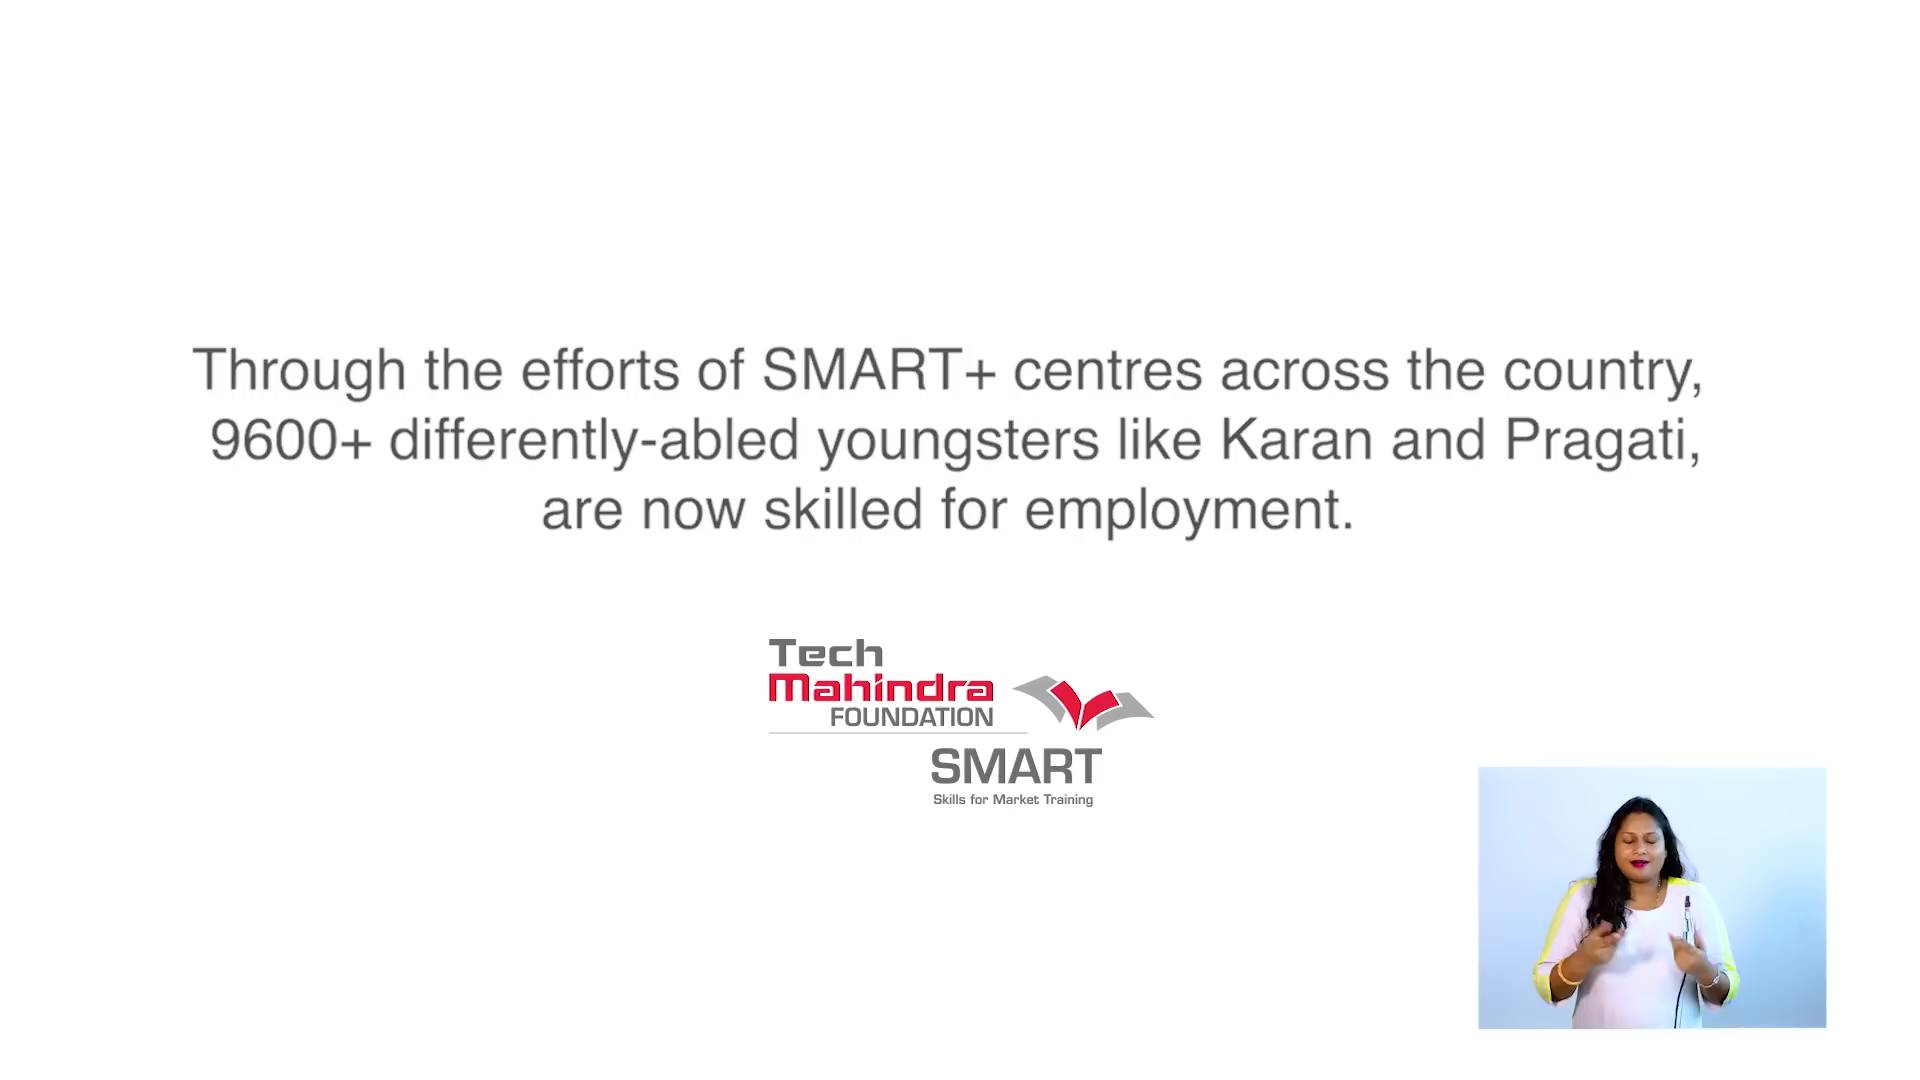 Through the efforts of SMART+ centres across the country,
9600+ differently-abled youngsters like Karan and Pragati,
are now skilled for employment.
Tech
Mahindra
FOUNDATION
SMART
Skills for Market Training